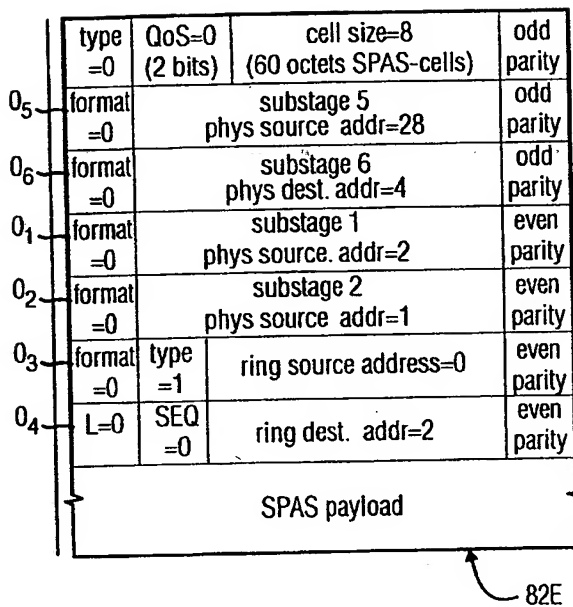 type QoS=0 cell size=8 odd
=0 (2 bits) (60 octets SPAS-cells) parity
O5 format substage 5 odd
=0 phys source addr=28 parity
O6 format substage 6 odd
=0 phys dest. addr=4 parity
O1 format substage 1 even
=0 phys source. addr=2 parity
O2 format substage 2 even
=0 phys source addr=1 parity
O3 format type ring source address=0 even
=0 =1 parity
O4 L=0 SEQ ring dest. addr=2 even
=0 parity
SPAS payload
82E